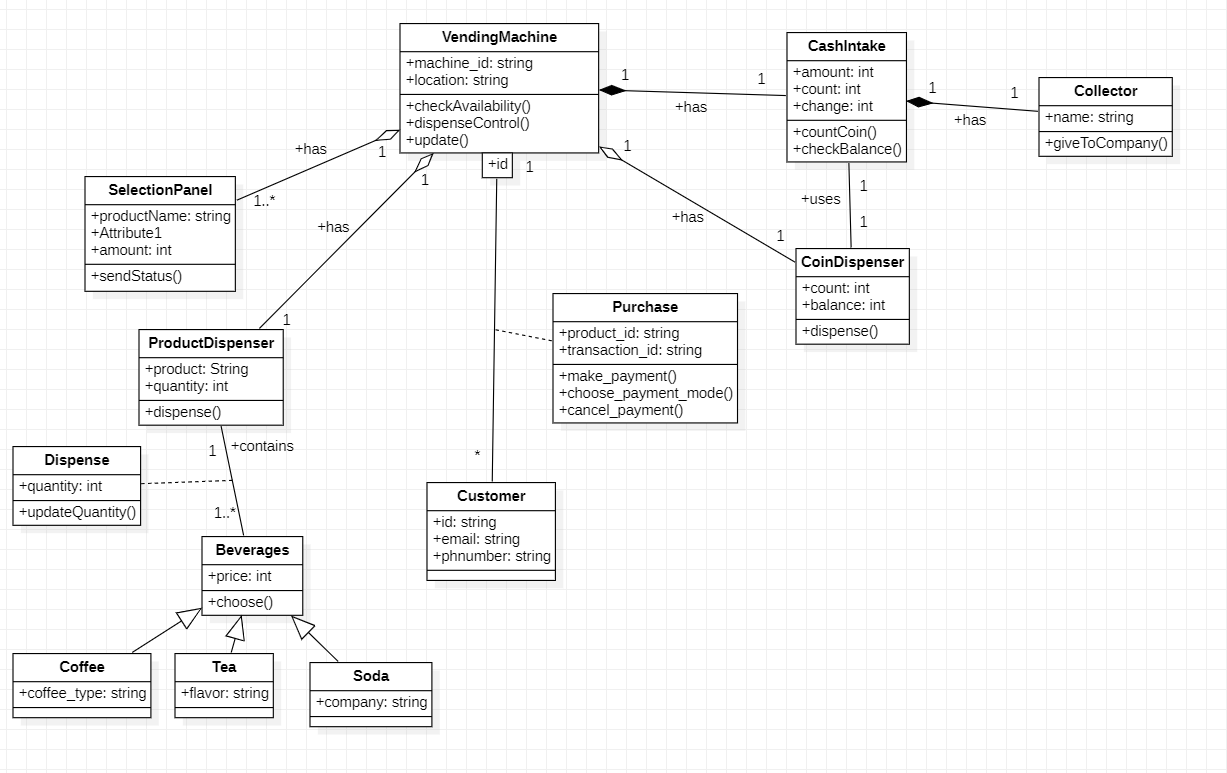 VendingMachine
+machine_id: string
+location: string
+checkAvailability()
+dispenseControl()
+update()
+id
1
1
1
+has
CashIntake
+amount: int
+count: int
+change: int
+countCoin()
+checkBalance()
1
1
+has
Collector
+name: string
+giveToCompany()
+has
1
1..*
SelectionPanel
+productName: string
+Attribute1
+amount: int
+sendStatus()
1
+has
1
1
+has
1
1
+uses
1
CoinDispenser
+count: int
+balance: int
+dispense()
Purchase
+product_id: string
+transaction_id: string
+make_payment()
+choose_payment_mode()
+cancel_payment()
ProductDispenser
+product: String
+quantity: int
+dispense()
1
+contains
1..*
Dispense
+quantity: int
+updateQuantity()
*
Customer
+id: string
+email: string
+phnumber: string
Beverages
+price: int
+choose()
Coffee
+coffee_type: string
Tea
+flavor: string
Soda
+company: string